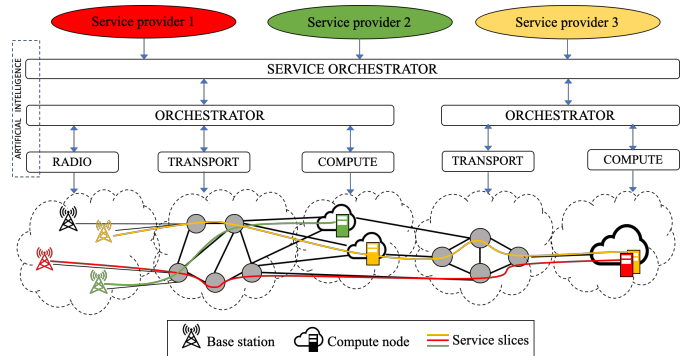 Service provider 1
Service provider 2
Service provider 3
ARTIFICIAL INTELLIGENCE
SERVICE ORCHESTRATOR
ORCHESTRATOR
ORCHESTRATOR
RADIO
TRANSPORT
COMPUTE
TRANSPORT
COMPUTE
Base station
Compute node
Service slices